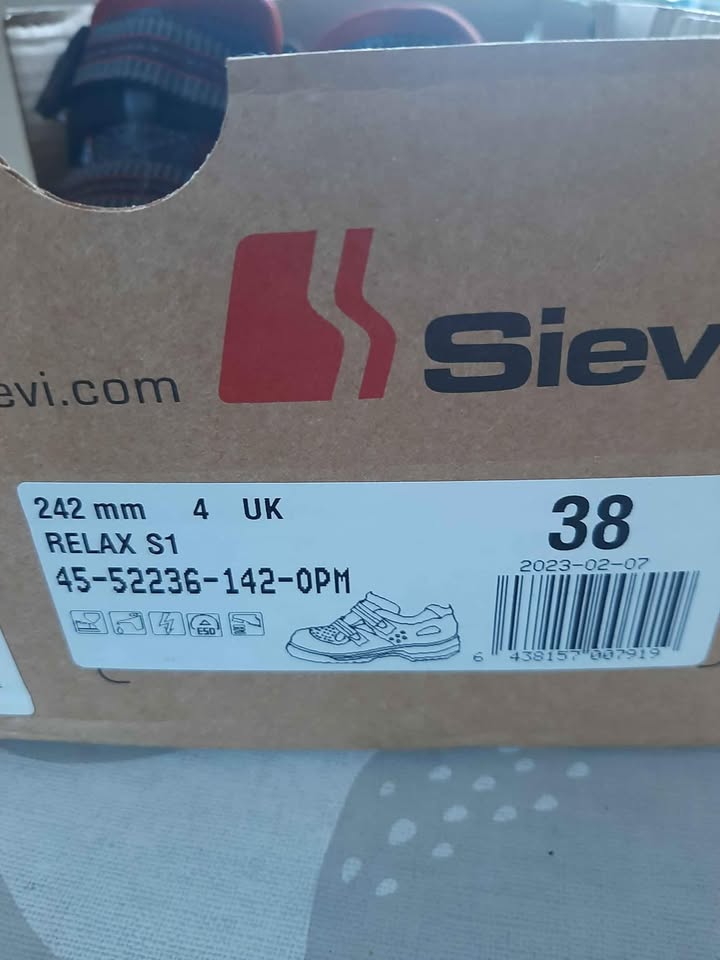 evi.com
Siev
242 mm 4 UK
RELAX S1
45-52236-142-0PM
ESD
38
2023-02-07
6 438157 007919